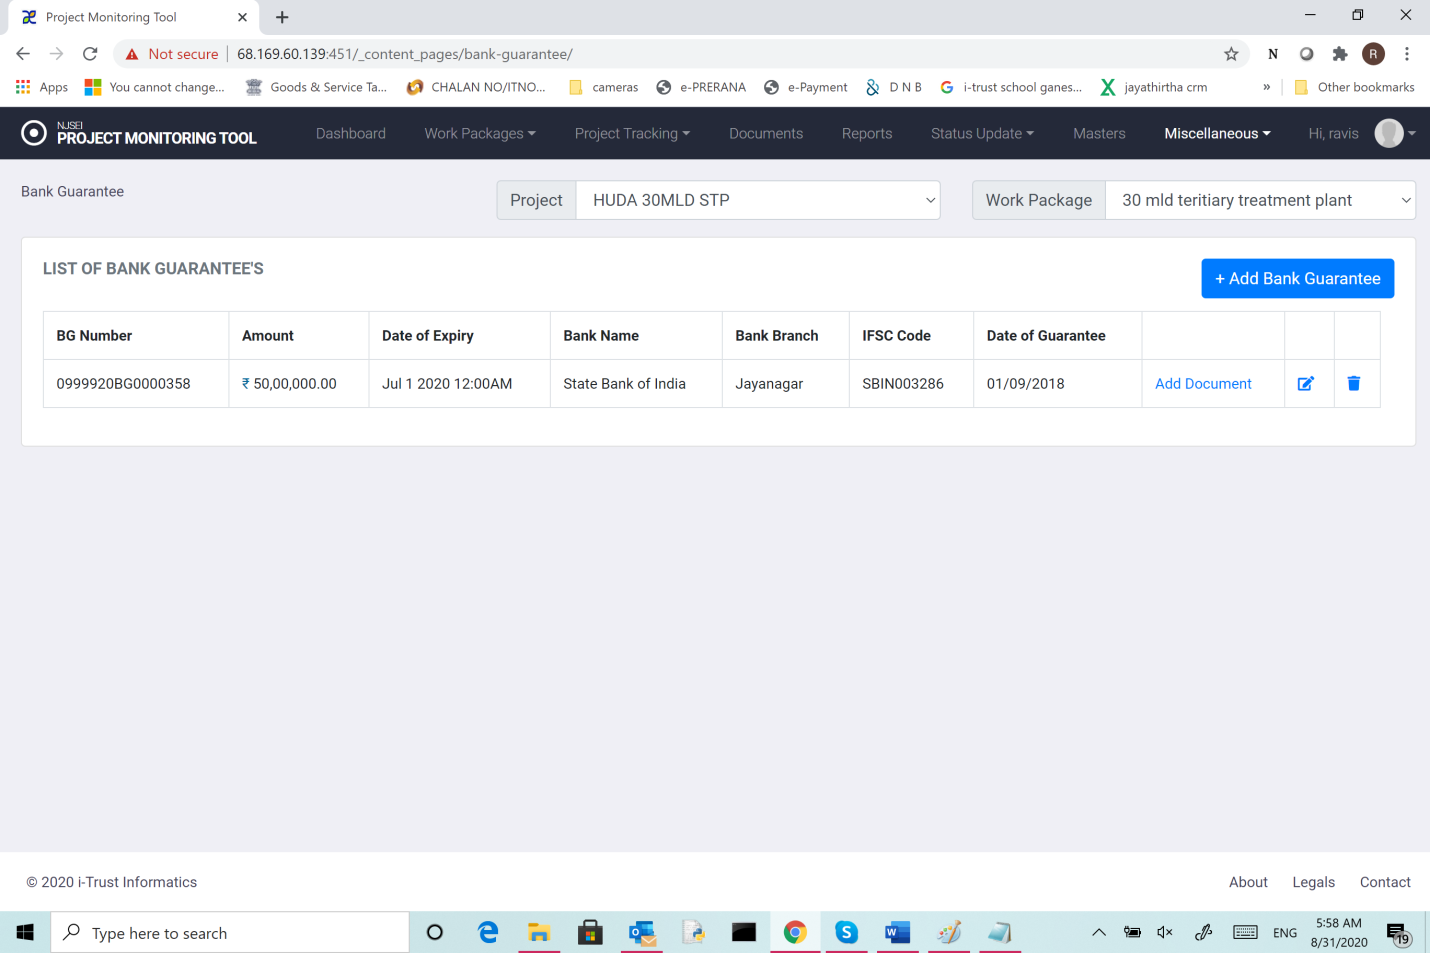 Project Monitoring Tool
Not secure 68.169.60.139:451/_content_pages/bank-guarantee/
N R
Apps You cannot change... Goods & Service Ta... CHALAN NO/ITNO... cameras e-PRERANA e-Payment D N B i-trust school ganes... jayathirtha crm » Other bookmarks
NJSEI
PROJECT MONITORING TOOL Dashboard Work Packages Project Tracking Documents Reports Status Update Masters Miscellaneous Hi, ravis
Bank Guarantee Project HUDA 30MLD STP Work Package 30 mld teritiary treatment plant
LIST OF BANK GUARANTEE'S
+ Add Bank Guarantee
BG Number Amount Date of Expiry Bank Name Bank Branch IFSC Code Date of Guarantee
0999920BG0000358 ₹ 50,00,000.00 Jul 1 2020 12:00AM State Bank of India Jayanagar SBIN003286 01/09/2018 Add Document
© 2020 i-Trust Informatics About Legals Contact
Type here to search ENG 5:58 AM
8/31/2020 19